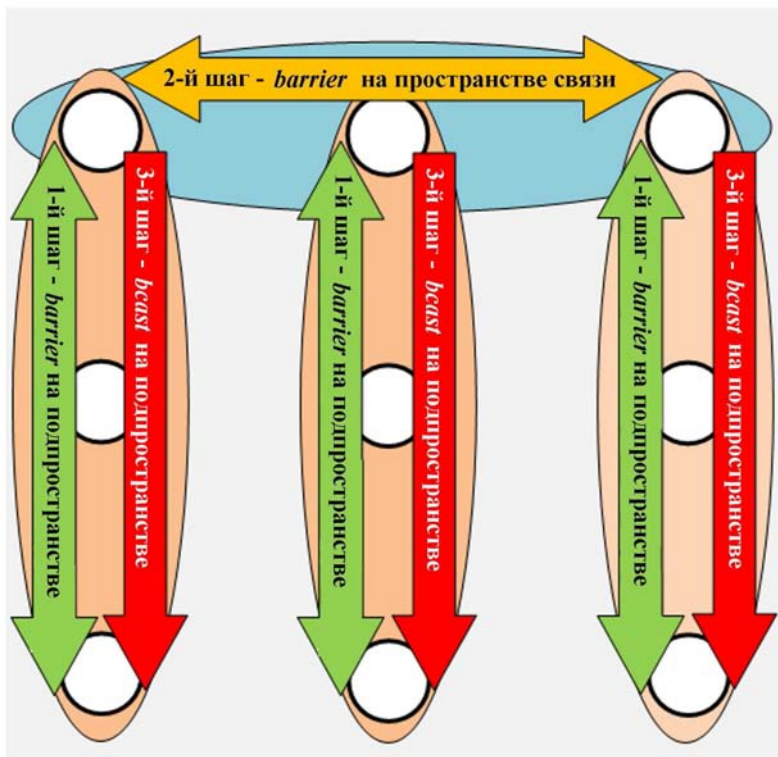 2-й шаг - barrier на пространстве связи
1-й шаг - barrier на подпространстве
3-й шаг - bcast на подпространстве
1-й шаг - barrier на подпространстве
3-й шаг - bcast на подпространстве
1-й шаг - barrier на подпространстве
3-й шаг - bcast на подпространстве